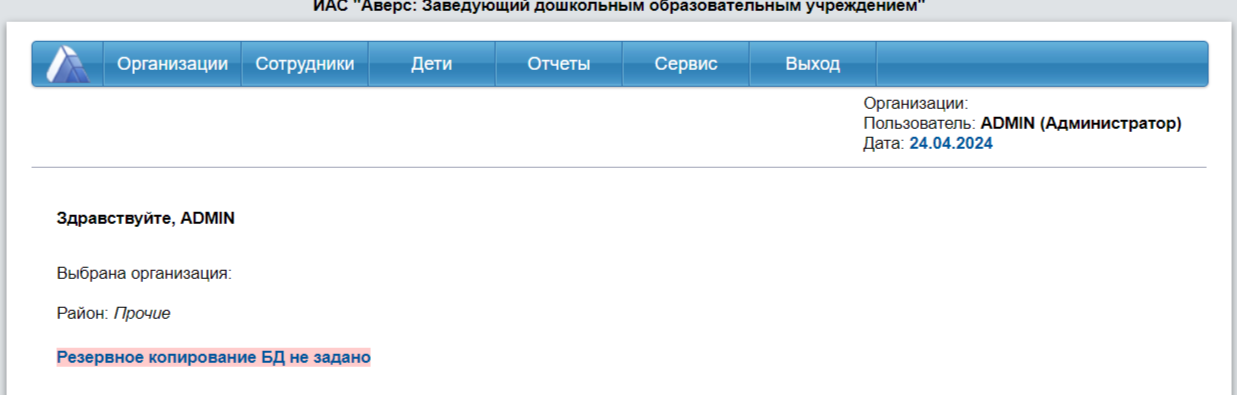 ИАС "Аверс: Заведующий дошкольным образовательным учреждением"
Организации Сотрудники Дети Отчеты Сервис Выход
Организации:
Пользователь: ADMIN (Администратор)
Дата: 24.04.2024
Здравствуйте, ADMIN
Выбрана организация:
Район: Прочие
Резервное копирование БД не задано